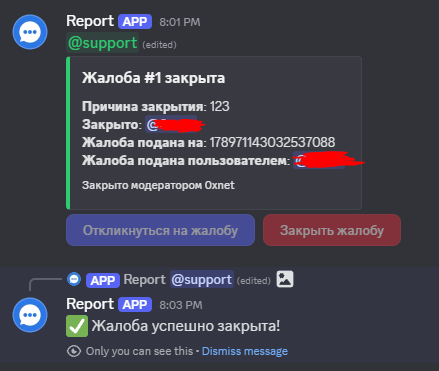 Report APP 8:01 PM
@support (edited)
Жалоба #1 закрыта
Причина закрытия: 123
Закрыто: @
Жалоба подана на: 178971143032537088
Жалоба подана пользователем: @
Закрыто модератором 0xnet
Откликнуться на жалобу Закрыть жалобу
APP Report @support (edited)
Report APP 8:03 PM
Жалоба успешно закрыта!
Only you can see this • Dismiss message